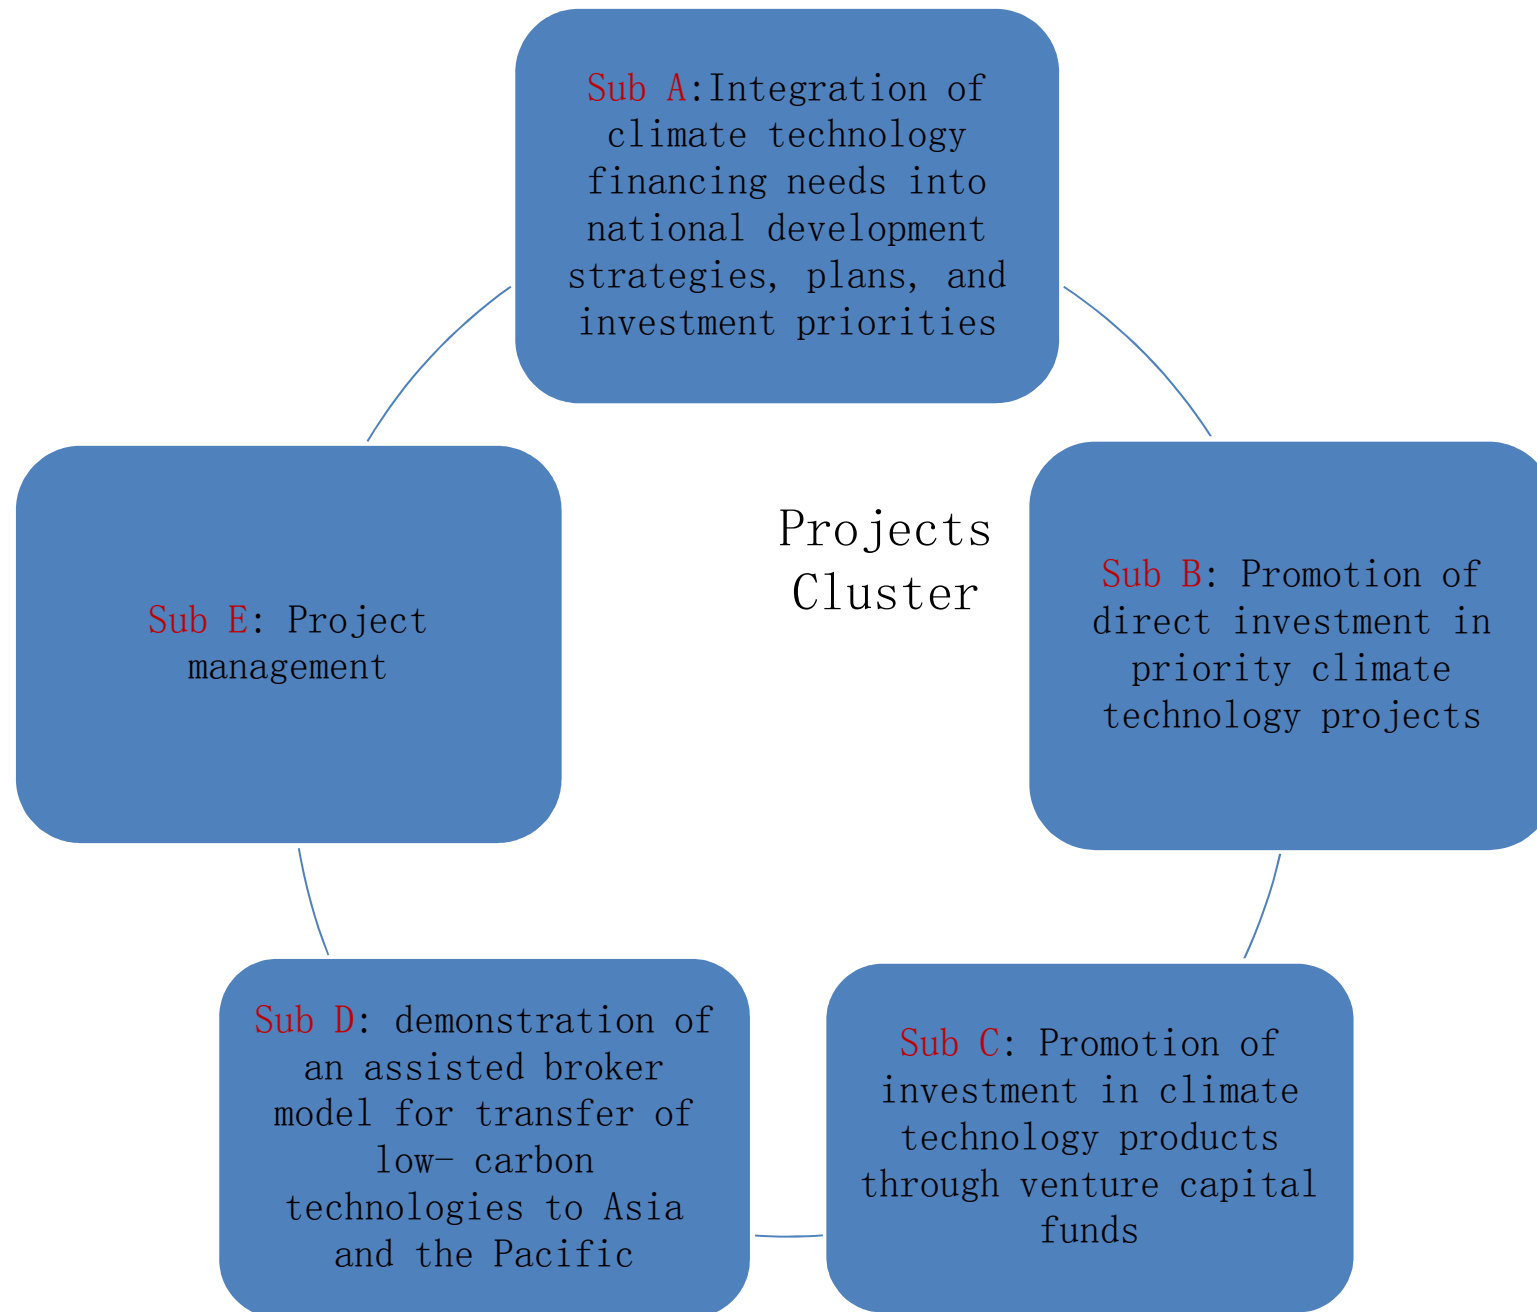 Sub A:Integration of
climate technology
financing needs into
national development
strategies, plans, and
investment priorities
Projects
Cluster
Sub B: Promotion of
direct investment in
priority climate
technology projects
Sub E: Project
management
Sub D: demonstration of
an assisted broker
model for transfer of
low- carbon
technologies to Asia
and the Pacific
Sub C: Promotion of
investment in climate
technology products
through venture capital
funds